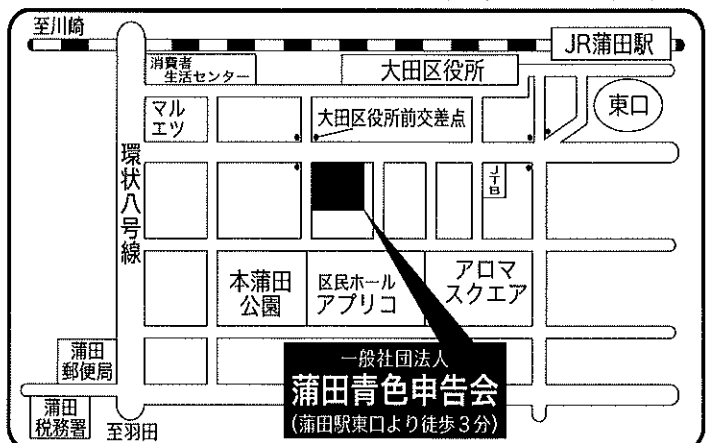 至川崎
JR蒲田駅
消費者
生活センター
大田区役所
東口
マル
エツ
大田区役所前交差点
環状八号線
JTB
本蒲田
公園
区民ホール
アプリコ
アロマ
スクエア
蒲田
郵便局
一般社団法人
蒲田青色申告会
(蒲田駅東口より徒歩3分)
蒲田
税務署
至羽田